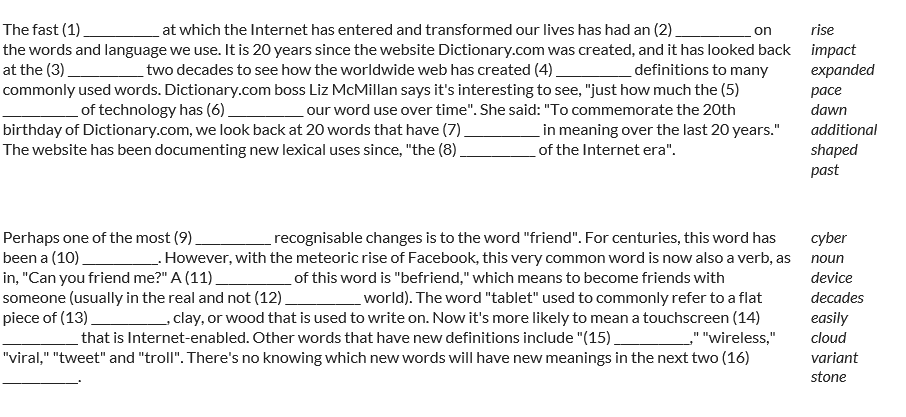 The fast (1) __________ at which the Internet has entered and transformed our lives has had an (2) __________ on
the words and language we use. It is 20 years since the website Dictionary.com was created, and it has looked back
at the (3) __________ two decades to see how the worldwide web has created (4) __________ definitions to many
commonly used words. Dictionary.com boss Liz McMillan says it's interesting to see, "just how much the (5)
__________ of technology has (6) __________ our word use over time". She said: "To commemorate the 20th
birthday of Dictionary.com, we look back at 20 words that have (7) __________ in meaning over the last 20 years."
The website has been documenting new lexical uses since, "the (8) __________ of the Internet era".
rise
impact
expanded
pace
dawn
additional
shaped
past
Perhaps one of the most (9) __________ recognisable changes is to the word "friend". For centuries, this word has
been a (10) __________. However, with the meteoric rise of Facebook, this very common word is now also a verb, as
in, "Can you friend me?" A (11) __________ of this word is "befriend," which means to become friends with
someone (usually in the real and not (12) __________ world). The word "tablet" used to commonly refer to a flat
piece of (13) __________, clay, or wood that is used to write on. Now it's more likely to mean a touchscreen (14)
__________ that is Internet-enabled. Other words that have new definitions include "(15) __________," "wireless,"
"viral," "tweet" and "troll". There's no knowing which new words will have new meanings in the next two (16)
__________.
cyber
noun
device
decades
easily
cloud
variant
stone